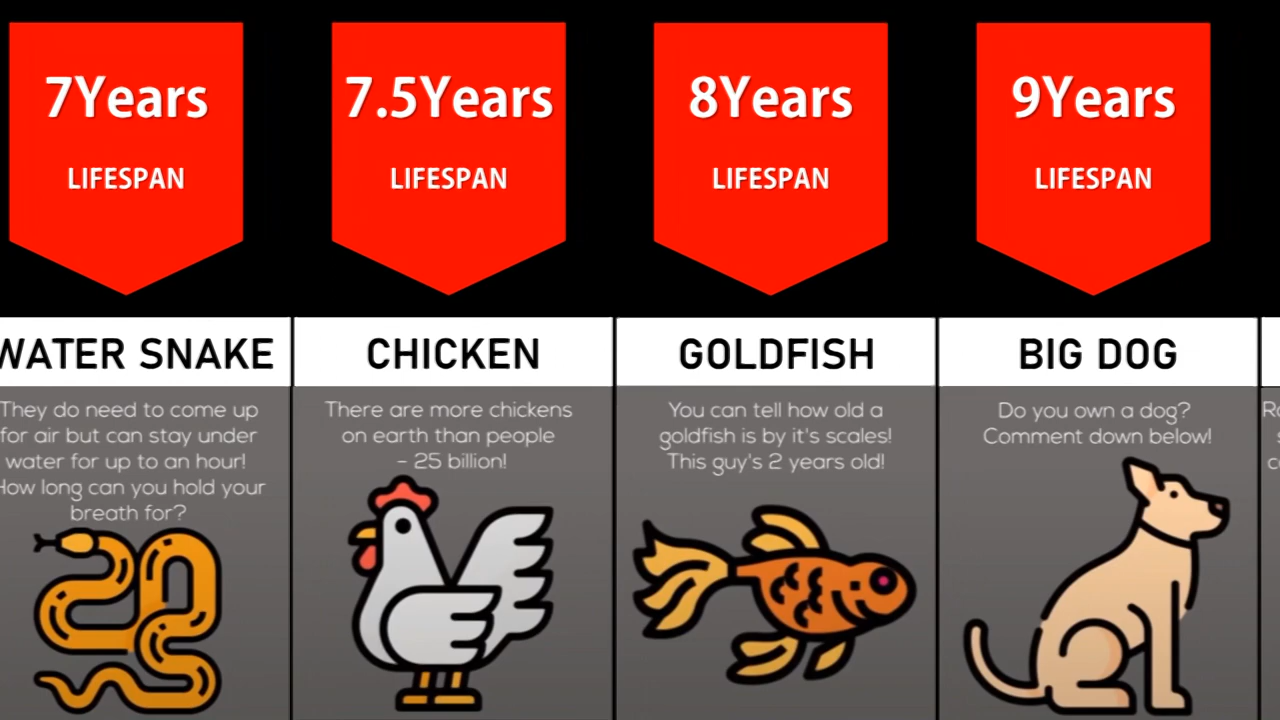 7Years
LIFESPAN
7.5Years
LIFESPAN
8Years
LIFESPAN
9Years
LIFESPAN
WATER SNAKE
They do need to come up
for air but can stay under
water for up to an hour!
How long can you hold your
breath for?
CHICKEN
There are more chickens
on earth than people
- 25 billion!
GOLDFISH
You can tell how old a
goldfish is by it's scales!
This guy's 2 years old!
BIG DOG
Do you own a dog?
Comment down below!